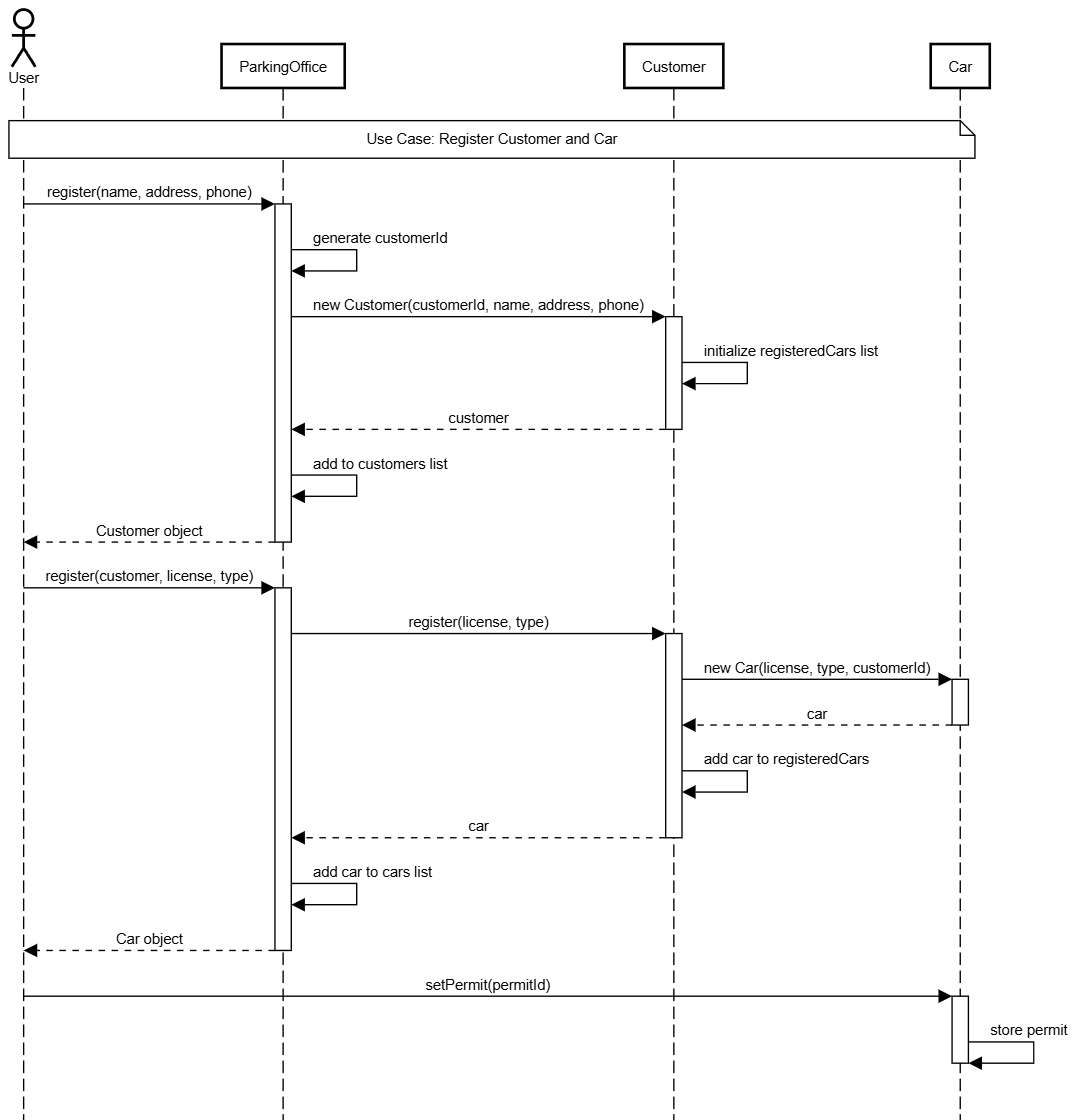 User
ParkingOffice
Customer
Car
Use Case: Register Customer and Car
register(name, address, phone)
generate customerId
new Customer(customerId, name, address, phone)
initialize registeredCars list
customer
add to customers list
Customer object
register(customer, license, type)
register(license, type)
new Car(license, type, customerId)
car
add car to registeredCars
car
add car to cars list
Car object
setPermit(permitId)
store permit